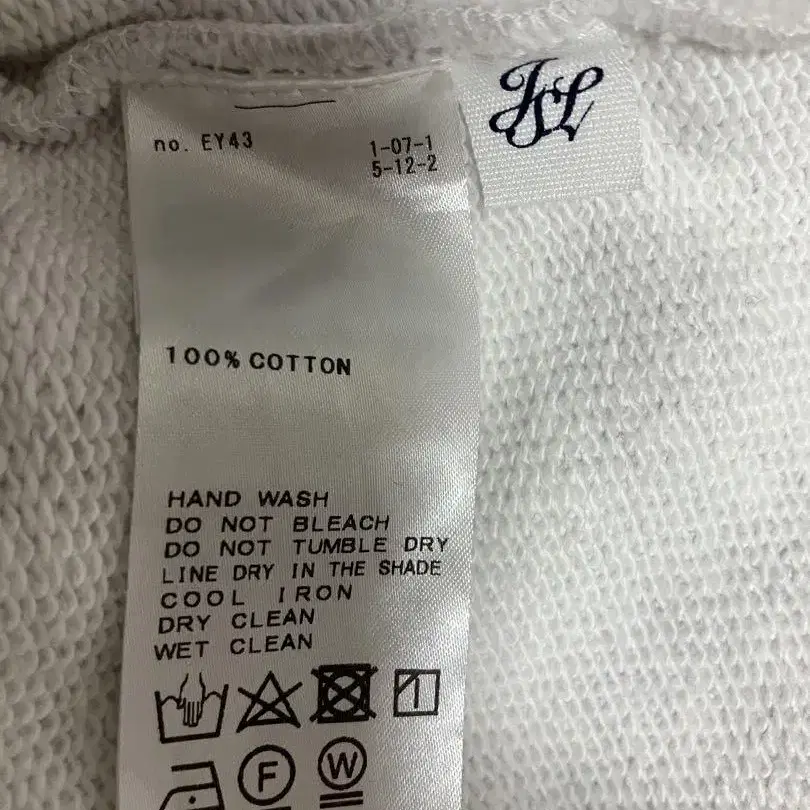 no. EY43
1-07-1
5-12-2
JSL
100% COTTON
HAND WASH
DO NOT BLEACH
DO NOT TUMBLE DRY
LINE DRY IN THE SHADE
COOL IRON
DRY CLEAN
WET CLEAN
F
W